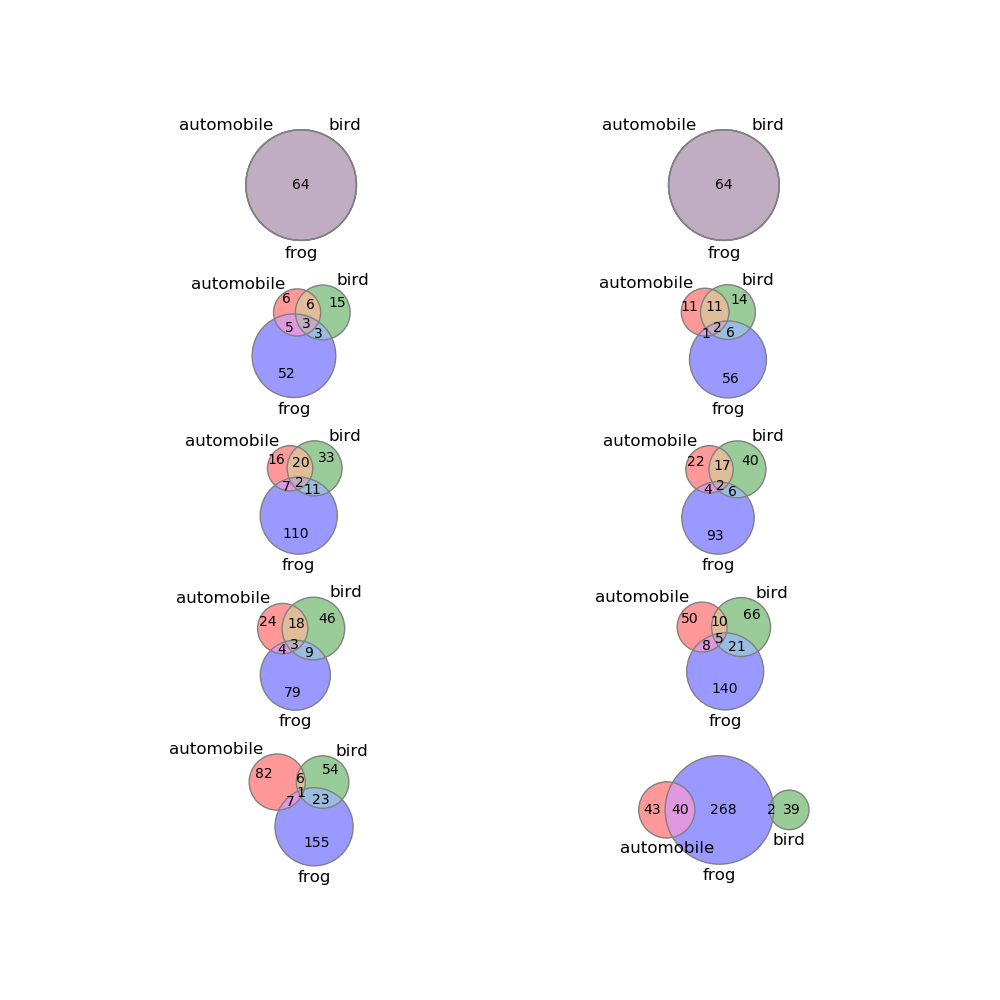 automobile bird
64
frog
automobile bird
64
frog
automobile bird
6 6 15
5 3 3
52
frog
automobile bird
11 11 14
1 2 6
56
frog
automobile bird
16 20 33
7 2 11
110
frog
automobile bird
22 17 40
4 2 6
93
frog
automobile bird
24 18 46
4 3 9
79
frog
automobile bird
50 10 66
8 5 21
140
frog
automobile bird
82 6 54
7 1 23
155
frog
43 40 268 2 39
automobile bird
frog